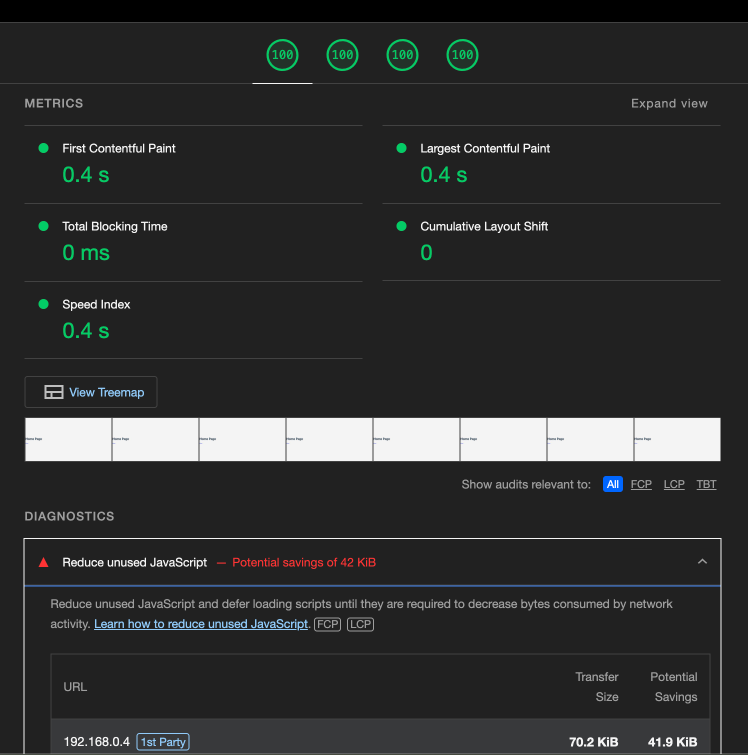 100 100 100 100
METRICS Expand view
First Contentful Paint
0.4 s
Largest Contentful Paint
0.4 s
Total Blocking Time
0 ms
Cumulative Layout Shift
0
Speed Index
0.4 s
View Treemap
Home Page Home Page Home Page Home Page Home Page Home Page Home Page Home Page
Show audits relevant to: All FCP LCP TBT
DIAGNOSTICS
Reduce unused JavaScript — Potential savings of 42 KiB
Reduce unused JavaScript and defer loading scripts until they are required to decrease bytes consumed by network
activity. Learn how to reduce unused JavaScript. FCP LCP
URL
Transfer
Size
Potential
Savings
192.168.0.4 1st Party 70.2 KiB 41.9 KiB